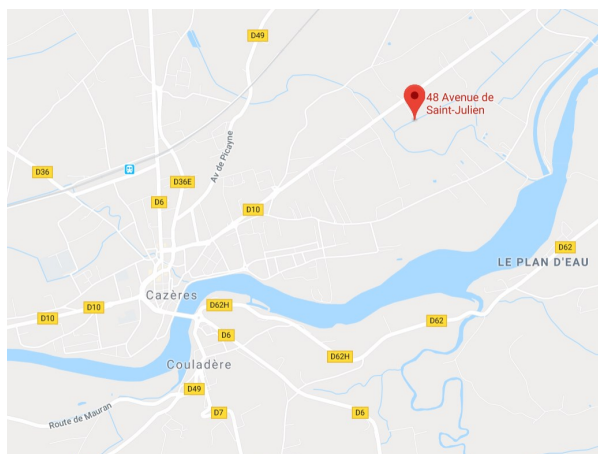 D49
48 Avenue de
Saint-Julien
Av de Picayne
D36
D36E
D6
D10
D62
LE PLAN D'EAU
Cazères
D62H
D10
D10
D62
D6
D62H
Couladère
D49
Route de Mauran
D7
D6